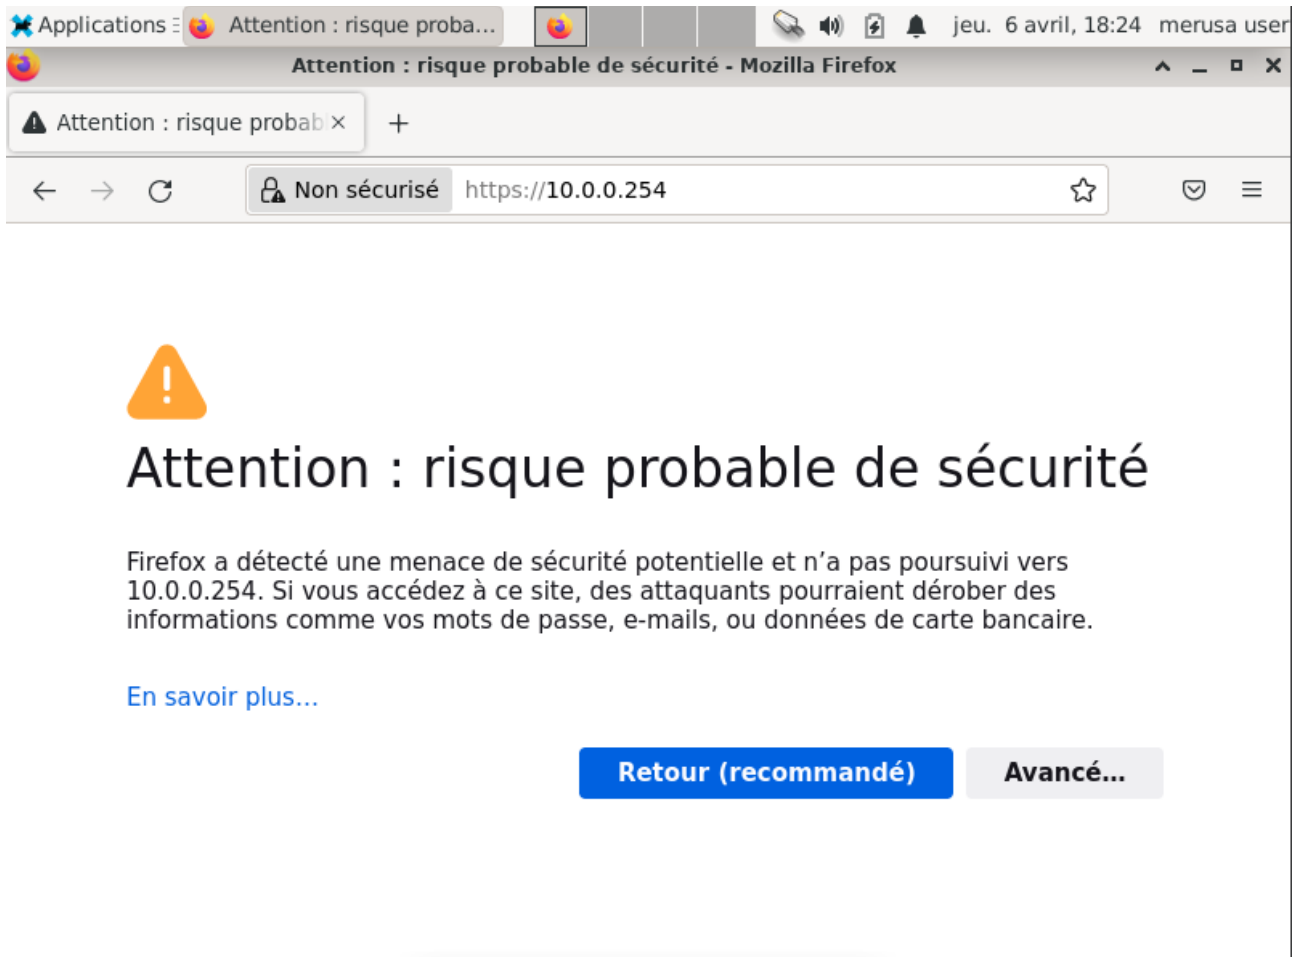 Applications Attention : risque proba... jeu. 6 avril, 18:24 merusa user
Attention : risque probable de sécurité - Mozilla Firefox
Attention : risque probab
Non sécurisé https://10.0.0.254
Attention : risque probable de sécurité
Firefox a détecté une menace de sécurité potentielle et n’a pas poursuivi vers
10.0.0.254. Si vous accédez à ce site, des attaquants pourraient dérober des
informations comme vos mots de passe, e-mails, ou données de carte bancaire.
En savoir plus…
Retour (recommandé) Avancé…